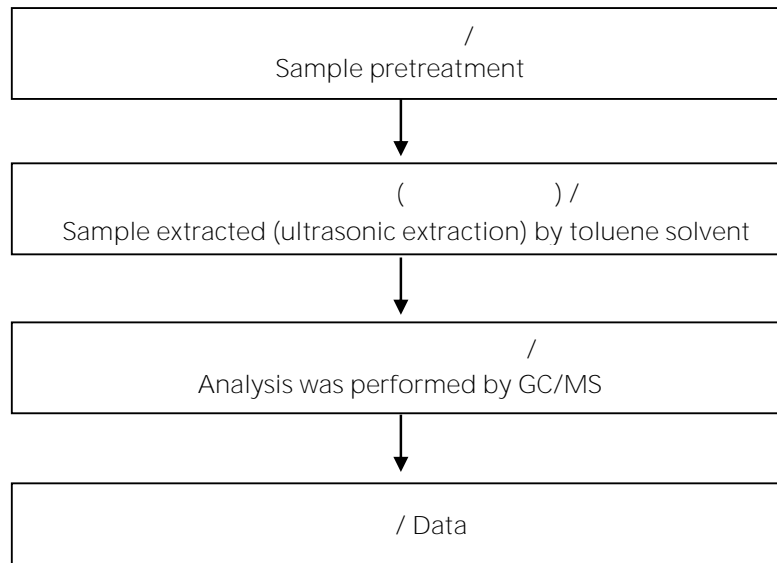 /
Sample pretreatment
( ) /
Sample extracted (ultrasonic extraction) by toluene solvent
/
Analysis was performed by GC/MS
/ Data